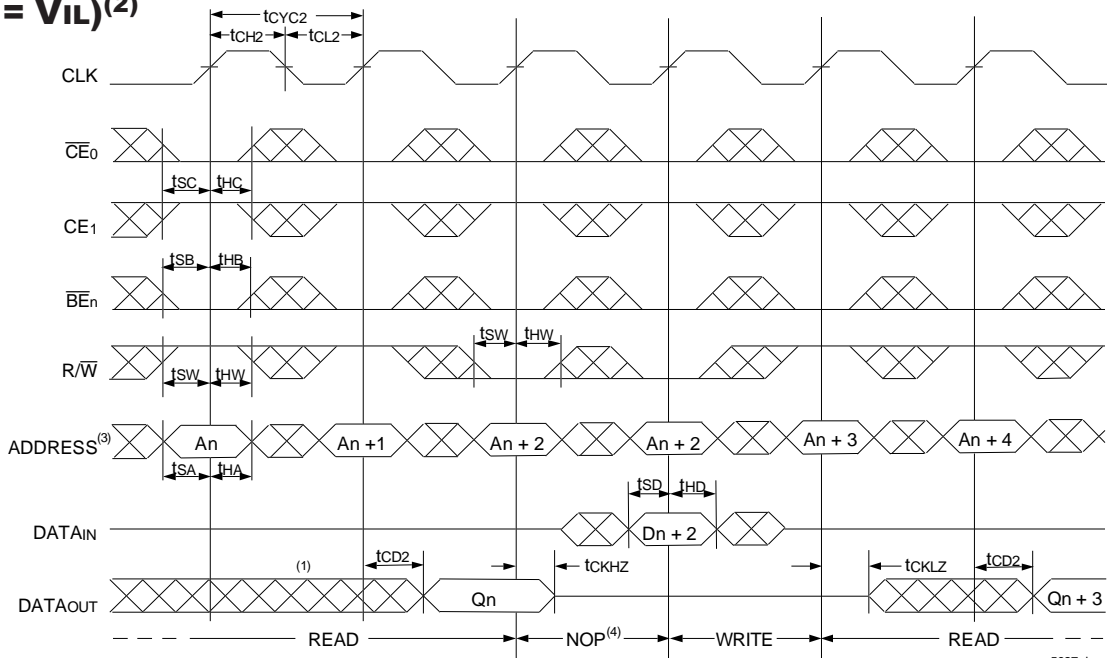 = VIL)(2)
tCYC2
tCH2 tCL2
CLK
CE0
tSC tHC
CE1
tSB tHB
BEn
tSW tHW
R/W
tSW tHW
ADDRESS(3) An An +1 An + 2 An + 2 An + 3 An + 4
tSA tHA
tSD tHD
DATAIN Dn + 2
(1) tCD2 tCKHZ tCKLZ tCD2
DATAOUT Qn Qn + 3
READ NOP(4) WRITE READ